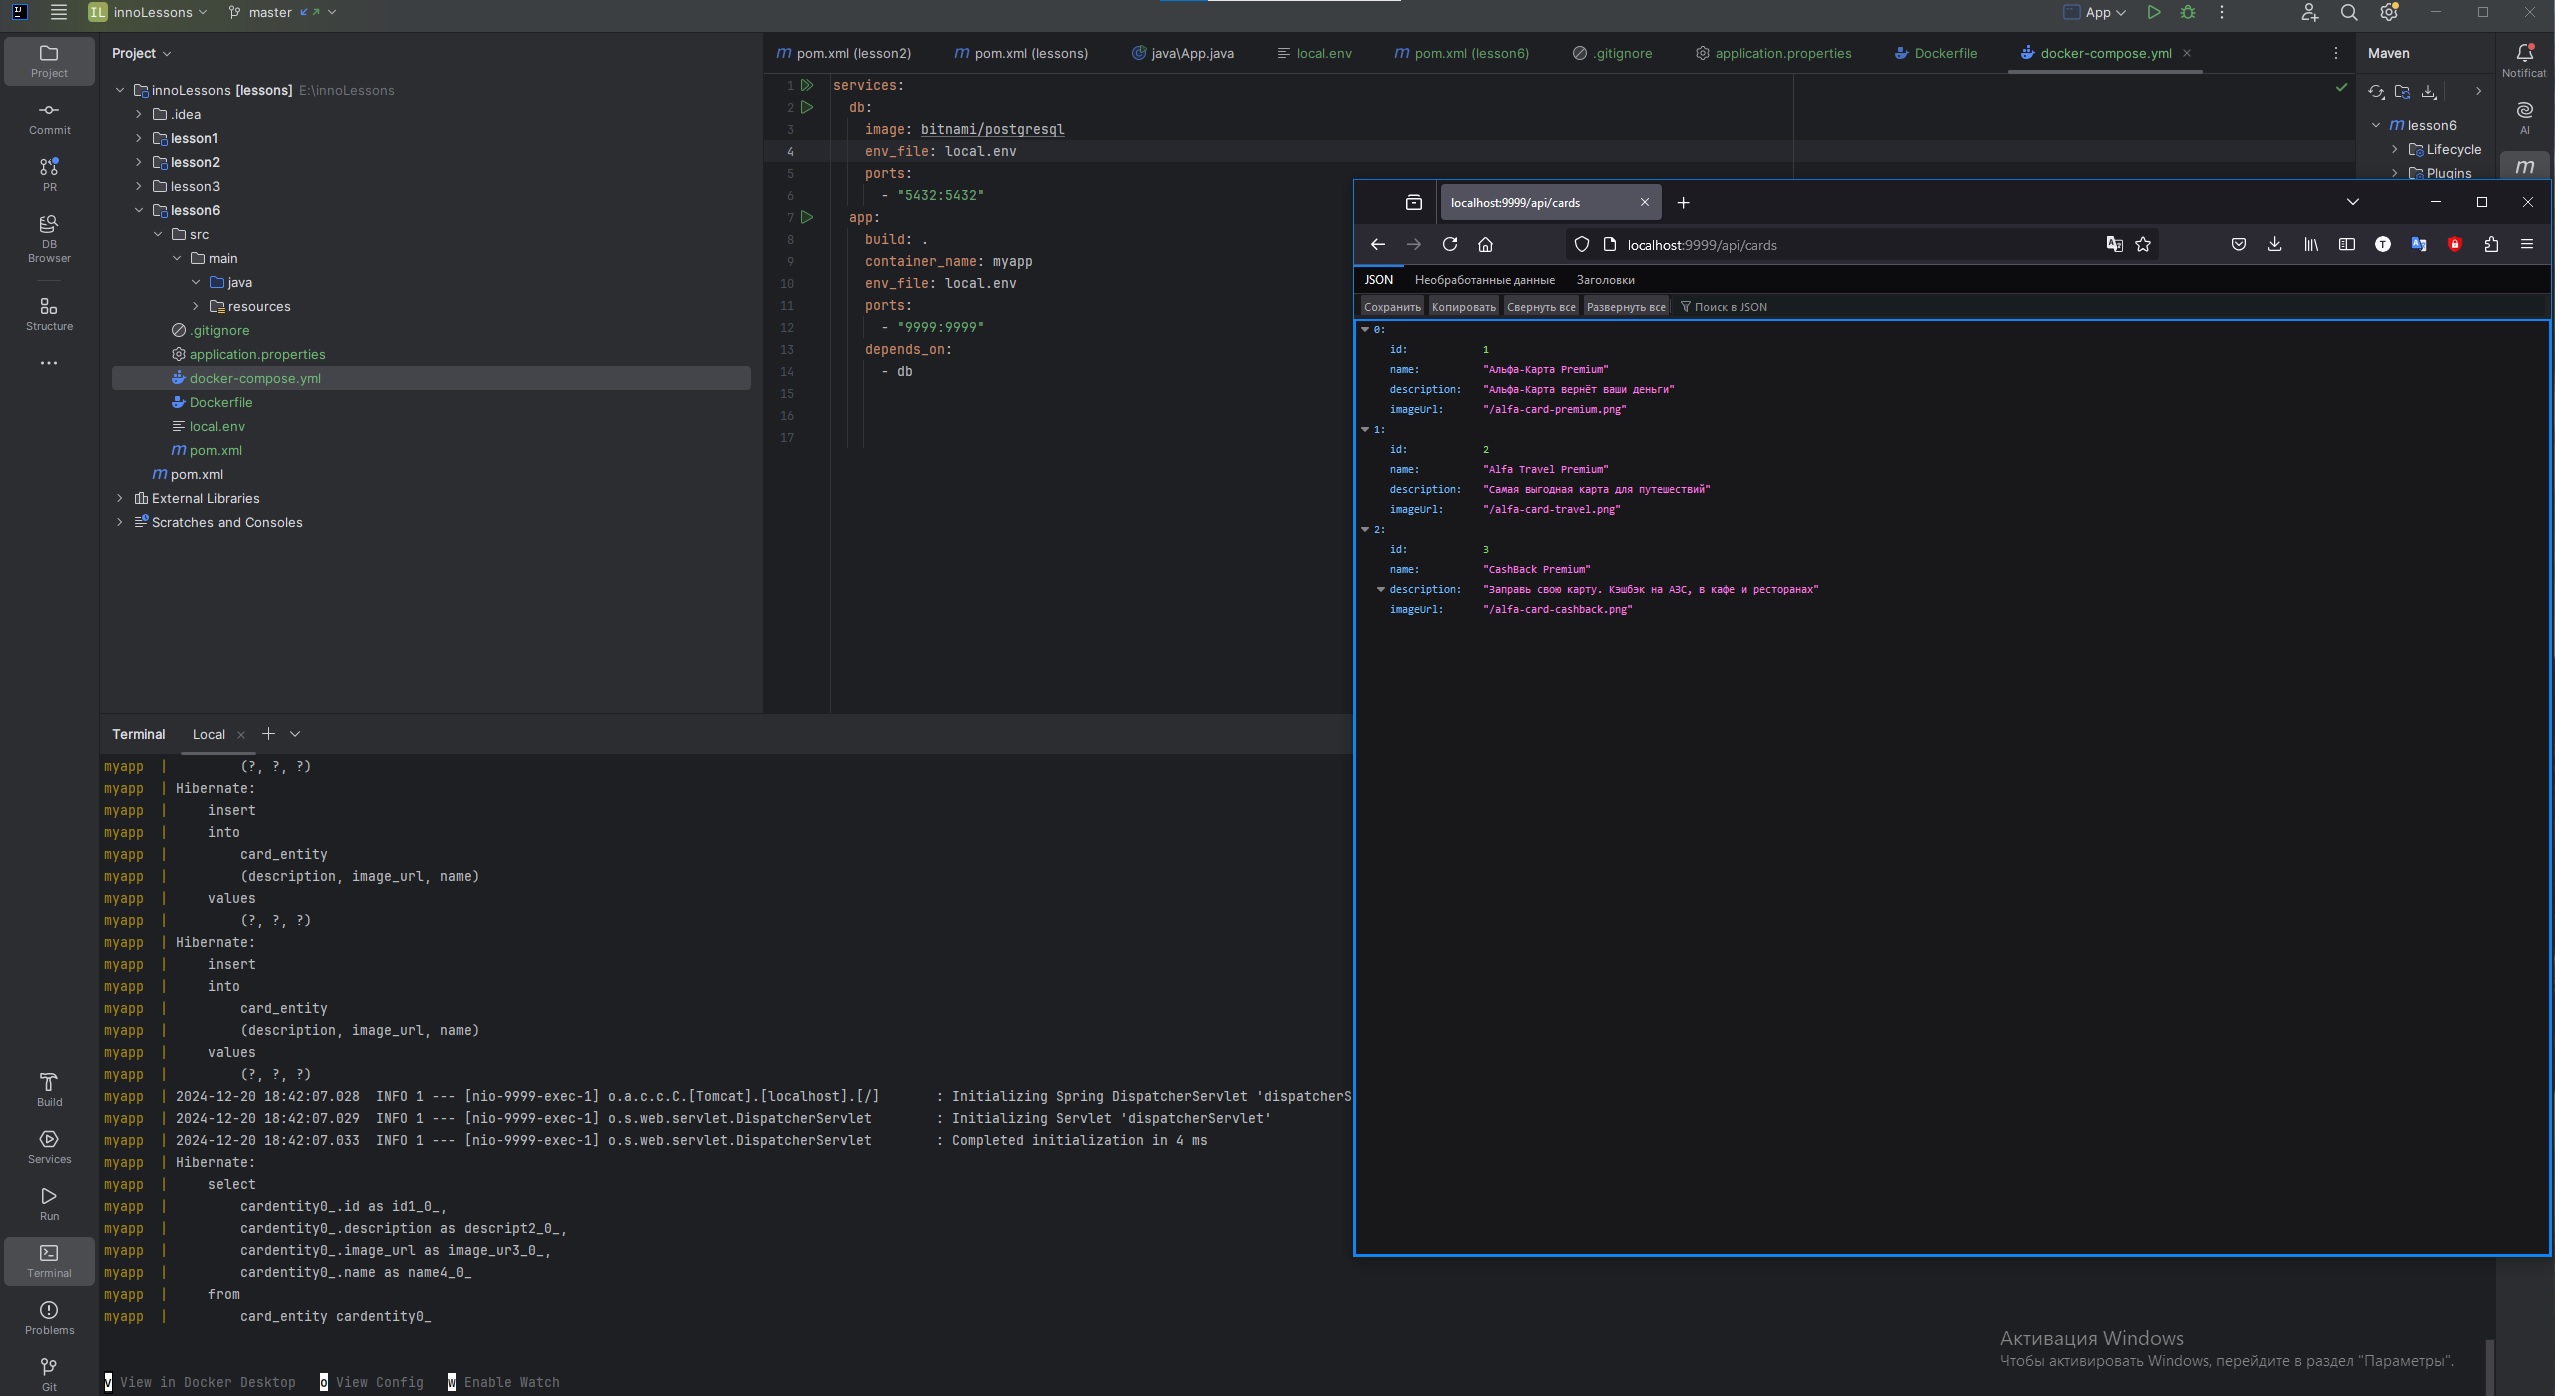 IL innoLessons master
App
Project
Commit
PR
DB Browser
Structure
Project
innoLessons [lessons] E:\innoLessons
.idea
lesson1
lesson2
lesson3
lesson6
src
main
java
resources
.gitignore
application.properties
docker-compose.yml
Dockerfile
local.env
pom.xml
pom.xml
External Libraries
Scratches and Consoles
pom.xml (lesson2) pom.xml (lessons) java\App.java local.env pom.xml (lesson6) .gitignore application.properties Dockerfile docker-compose.yml
1 services:
2 db:
3 image: bitnami/postgresql
4 env_file: local.env
5 ports:
6 - "5432:5432"
7 app:
8 build: .
9 container_name: myapp
10 env_file: local.env
11 ports:
12 - "9999:9999"
13 depends_on:
14 - db
15
16
17
Maven
lesson6
Lifecycle
Plugins
Notificat
AI
m
localhost:9999/api/cards
localhost:9999/api/cards
JSON Необработанные данные Заголовки
Сохранить Копировать Свернуть все Развернуть все Поиск в JSON
0:
id: 1
name: "Альфа-Карта Premium"
description: "Альфа-Карта вернёт ваши деньги"
imageUrl: "/alfa-card-premium.png"
1:
id: 2
name: "Alfa Travel Premium"
description: "Самая выгодная карта для путешествий"
imageUrl: "/alfa-card-travel.png"
2:
id: 3
name: "CashBack Premium"
description: "Заправь свою карту. Кэшбэк на АЗС, в кафе и ресторанах"
imageUrl: "/alfa-card-cashback.png"
Terminal Local
myapp | (?, ?, ?)
myapp | Hibernate:
myapp | insert
myapp | into
myapp | card_entity
myapp | (description, image_url, name)
myapp | values
myapp | (?, ?, ?)
myapp | Hibernate:
myapp | insert
myapp | into
myapp | card_entity
myapp | (description, image_url, name)
myapp | values
myapp | (?, ?, ?)
myapp | 2024-12-20 18:42:07.028 INFO 1 --- [nio-9999-exec-1] o.a.c.c.C.[Tomcat].[localhost].[/] : Initializing Spring DispatcherServlet 'dispatcherS
myapp | 2024-12-20 18:42:07.029 INFO 1 --- [nio-9999-exec-1] o.s.web.servlet.DispatcherServlet : Initializing Servlet 'dispatcherServlet'
myapp | 2024-12-20 18:42:07.033 INFO 1 --- [nio-9999-exec-1] o.s.web.servlet.DispatcherServlet : Completed initialization in 4 ms
myapp | Hibernate:
myapp | select
myapp | cardentity0_.id as id1_0_,
myapp | cardentity0_.description as descript2_0_,
myapp | cardentity0_.image_url as image_ur3_0_,
myapp | cardentity0_.name as name4_0_
myapp | from
myapp | card_entity cardentity0_
v View in Docker Desktop o View Config w Enable Watch
Build
Services
Run
Terminal
Problems
Git
Активация Windows
Чтобы активировать Windows, перейдите в раздел "Параметры".